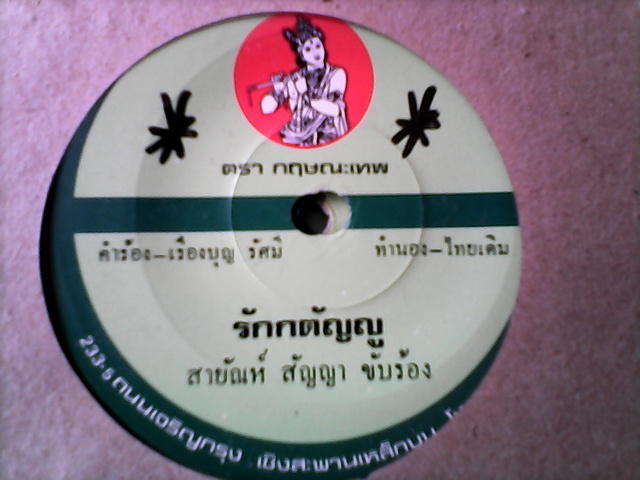 ตรา กฤษณะเทพ
คำร้อง-เรืองบุญ รัศมี ทำนอง-ไทยเดิม
รักกตัญญู
สายัณห์ สัญญา ขับร้อง
233-5 ถนนเจริญกรุง เชิงสะพานเหล็กบน